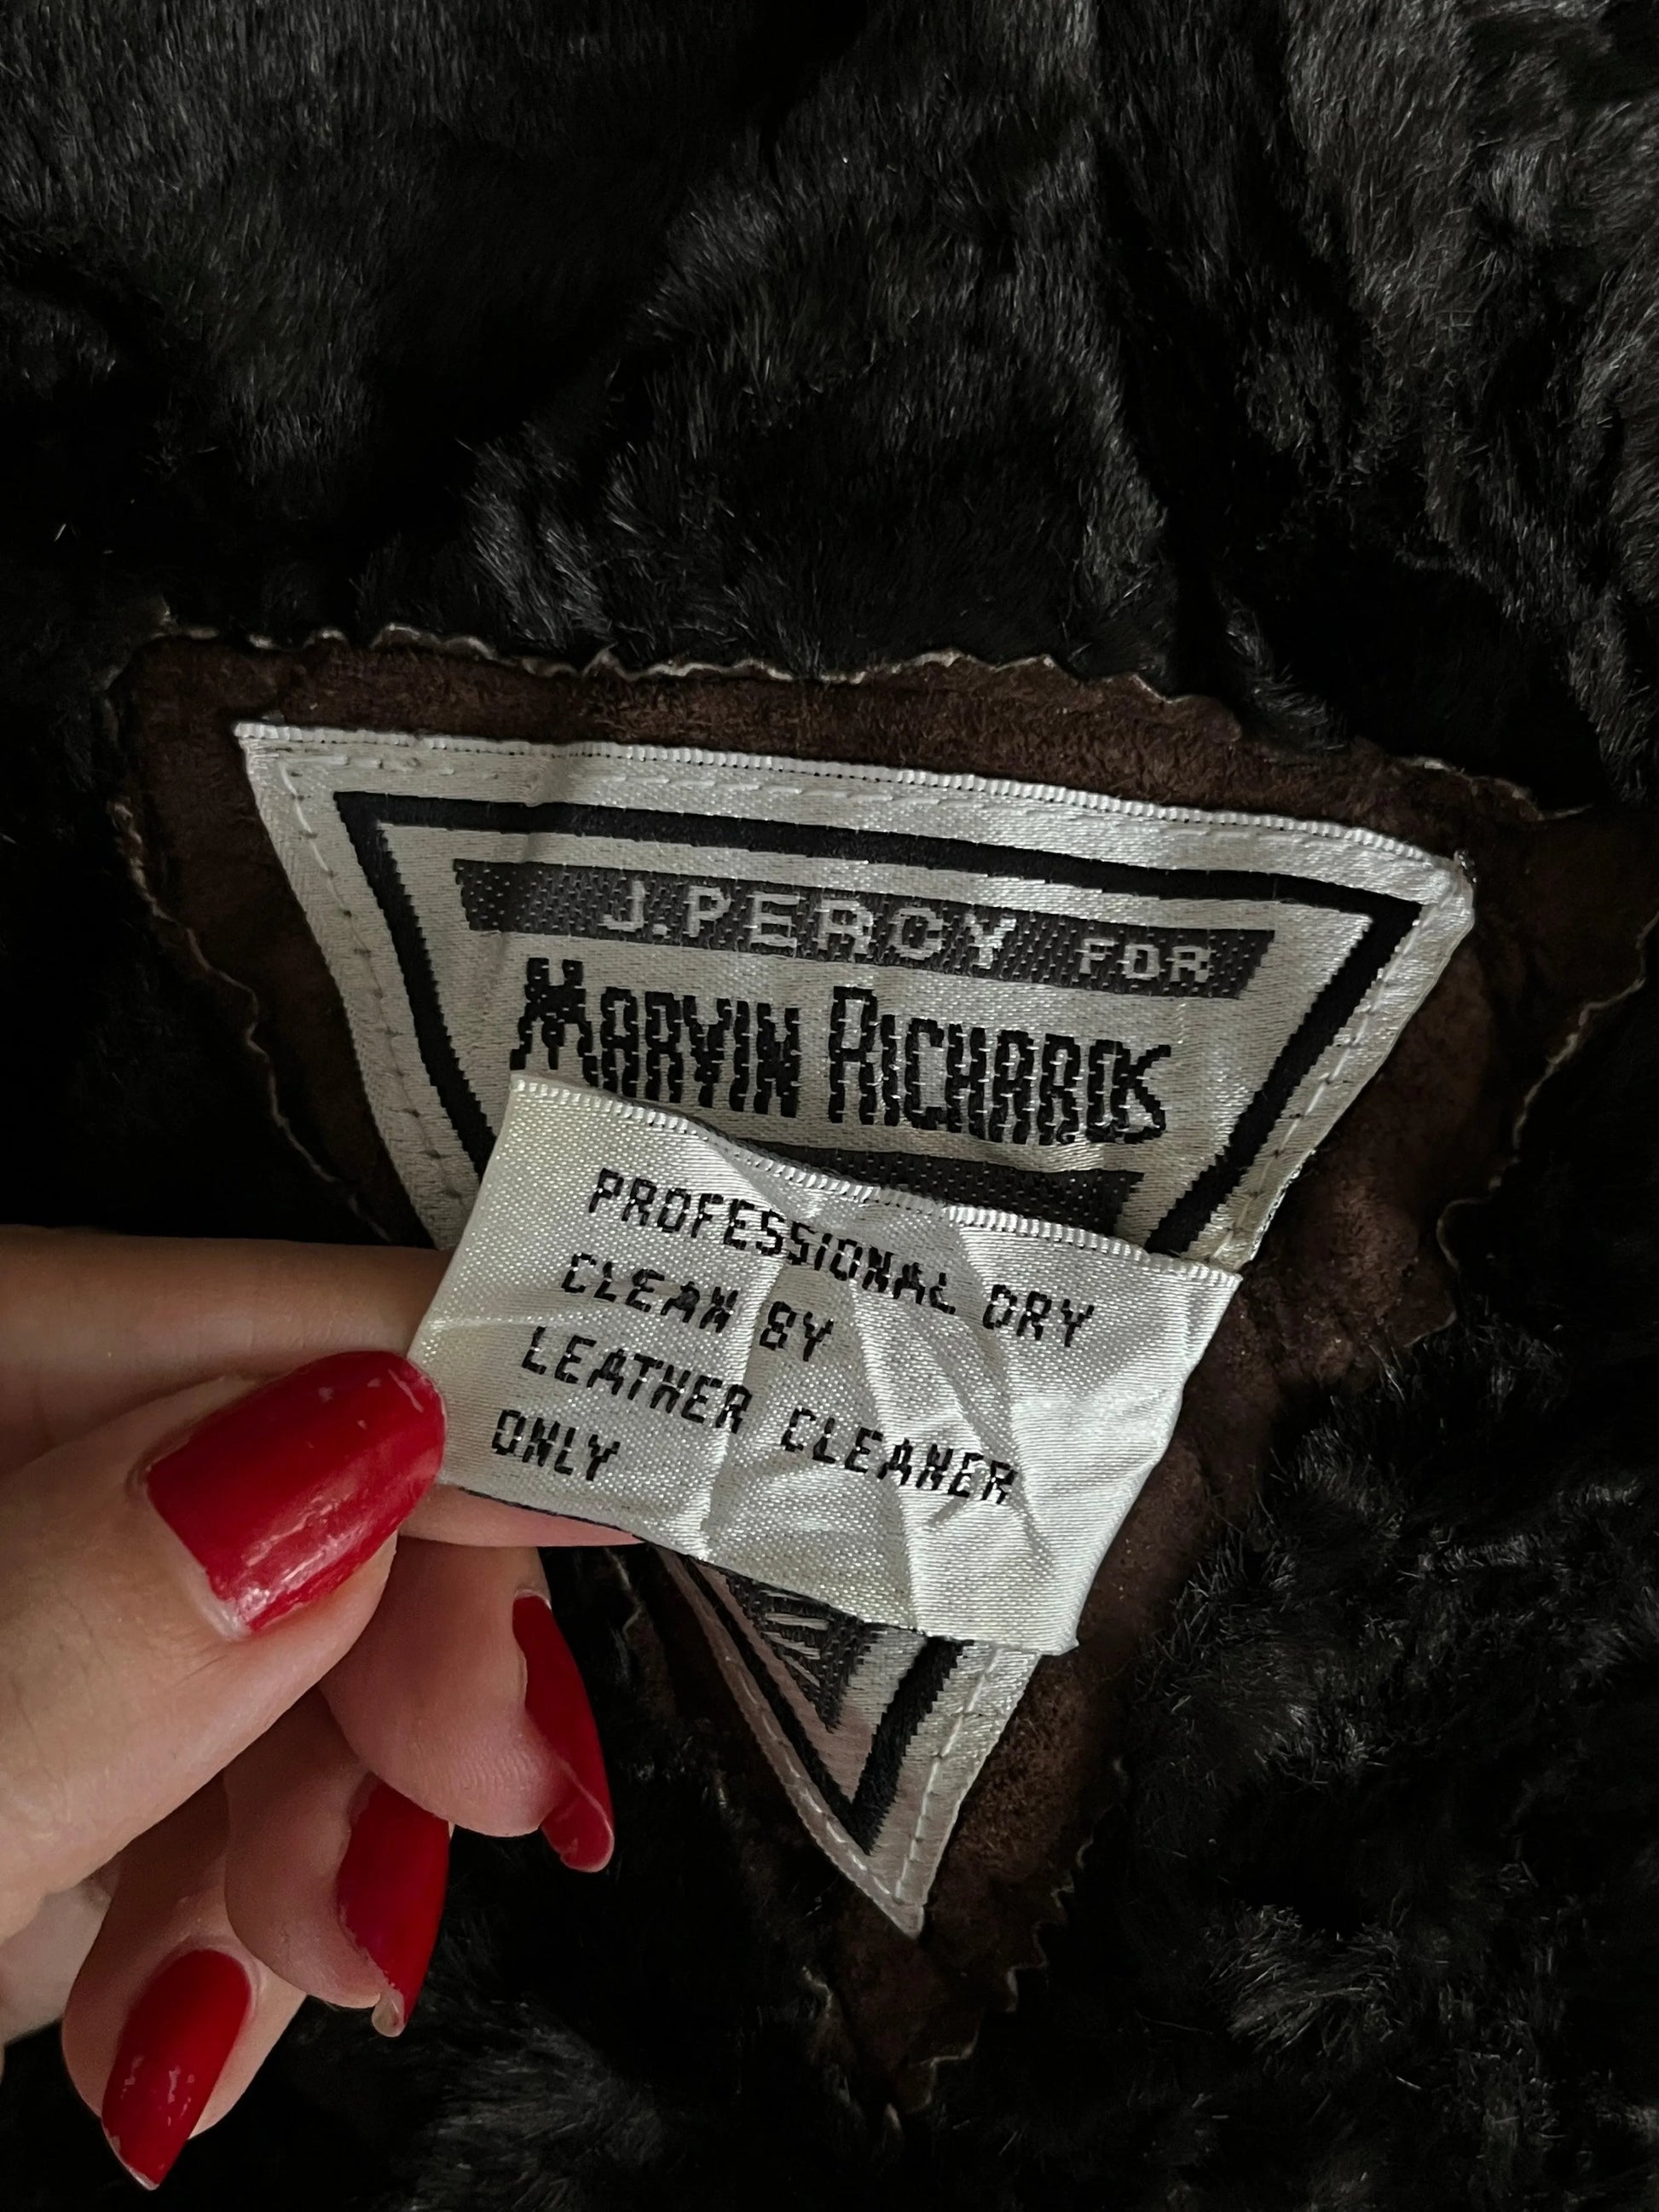 J.PERCY FOR
MARVIN RICHARDS
PROFESSIONAL DRY
CLEAN BY
LEATHER CLEANER
ONLY